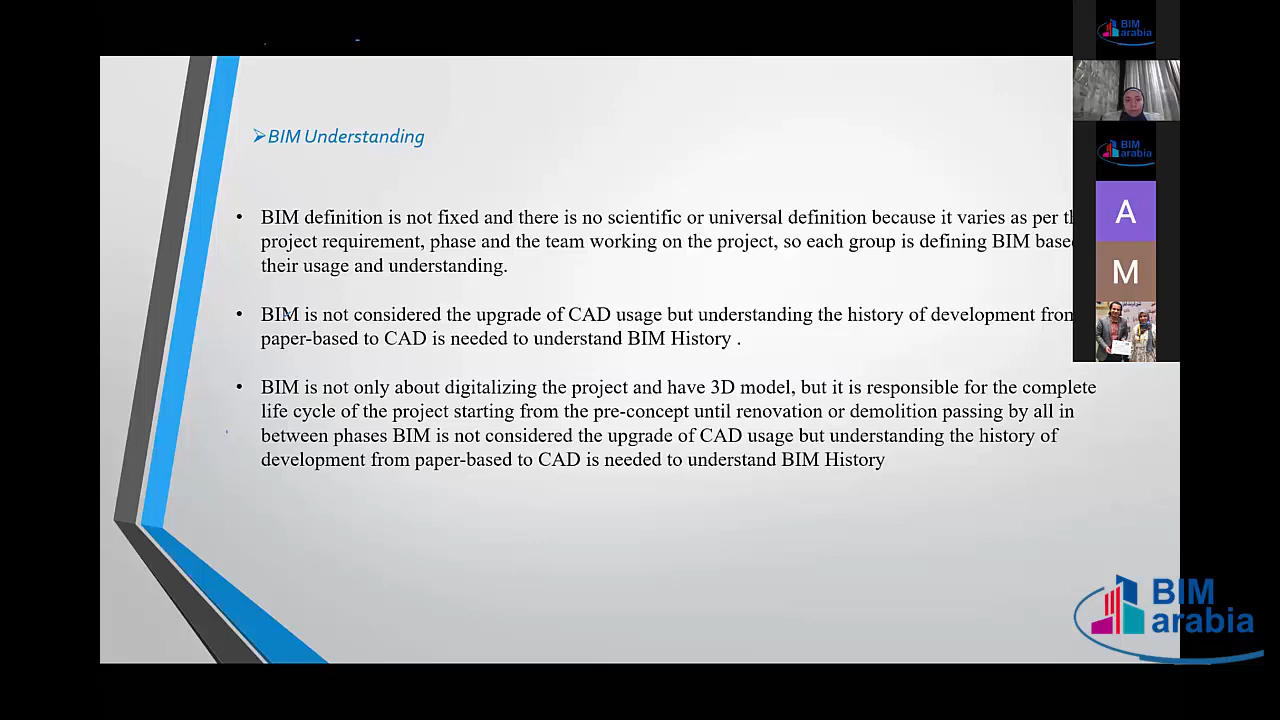 BIM Understanding
BIM definition is not fixed and there is no scientific or universal definition because it varies as per
project requirement, phase and the team working on the project, so each group is defining BIM
their usage and understanding.
BIM is not considered the upgrade of CAD usage but understanding the history of development
paper-based to CAD is needed to understand BIM History .
BIM is not only about digitalizing the project and have 3D model, but it is responsible for the complete
life cycle of the project starting from the pre-concept until renovation or demolition passing by all in
between phases BIM is not considered the upgrade of CAD usage but understanding the history of
development from paper-based to CAD is needed to understand BIM History
BIM
arabia
BIM
arabia
A
M
BIM
arabia